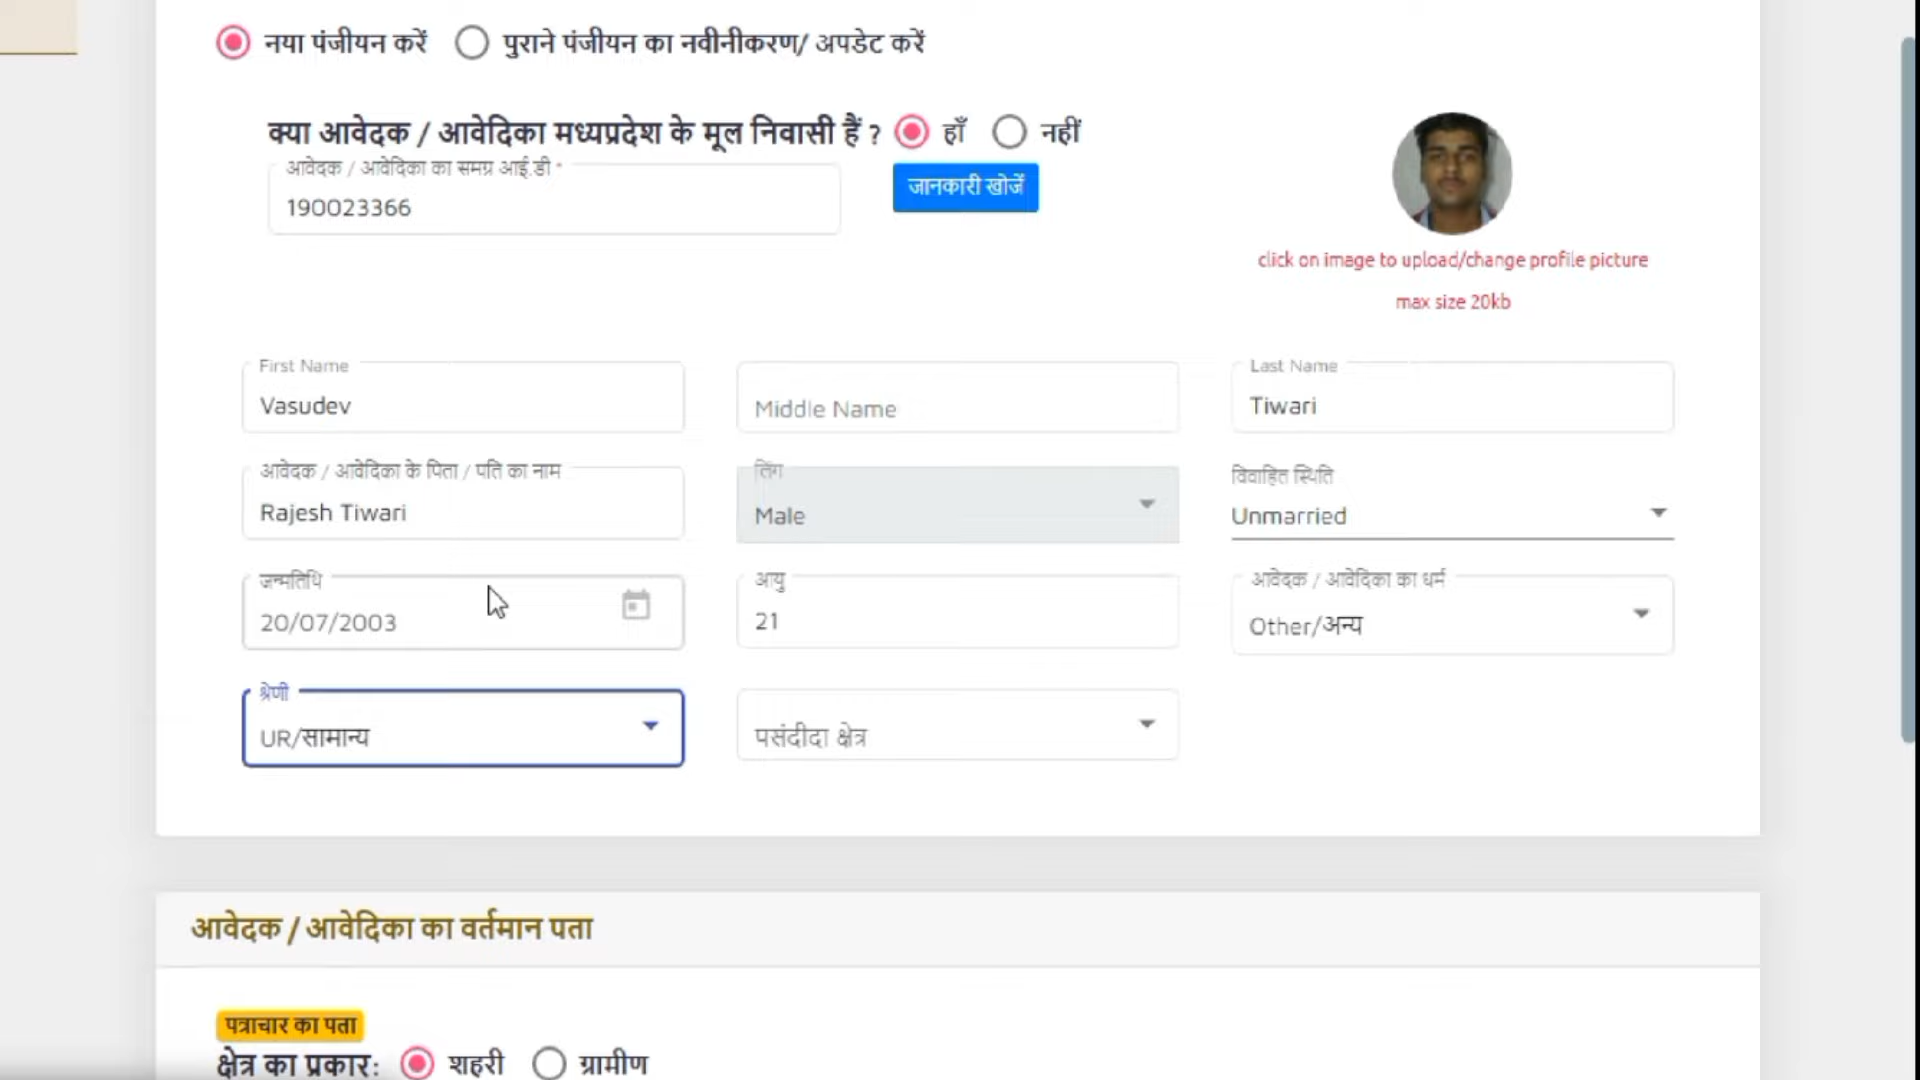 नया पंजीयन करें पुराने पंजीयन का नवीनीकरण/ अपडेट करें
क्या आवेदक / आवेदिका मध्यप्रदेश के मूल निवासी हैं ? हाँ नहीं
आवेदक / आवेदिका का समग्र आई.डी *
190023366
जानकारी खोजें
click on image to upload/change profile picture
max size 20kb
First Name
Vasudev
Middle Name
Last Name
Tiwari
आवेदक / आवेदिका के पिता / पति का नाम
Rajesh Tiwari
लिंग
Male
विवाहित स्थिति
Unmarried
जन्मतिथि
20/07/2003
आयु
21
आवेदक / आवेदिका का धर्म
Other/अन्य
श्रेणी
UR/सामान्य
पसंदीदा क्षेत्र
आवेदक / आवेदिका का वर्तमान पता
पत्राचार का पता
क्षेत्र का प्रकार: शहरी ग्रामीण